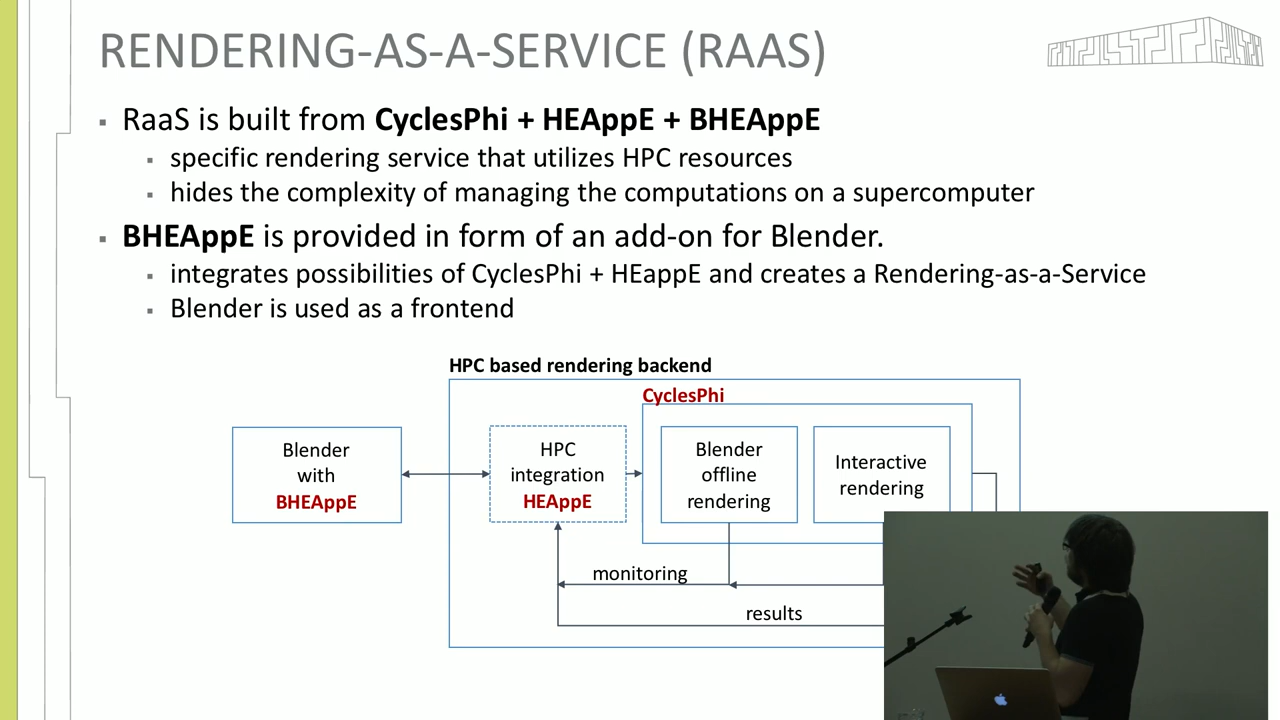 RENDERING-AS-A-SERVICE (RAAS)
RaaS is built from CyclesPhi + HEAppE + BHEAppE
specific rendering service that utilizes HPC resources
hides the complexity of managing the computations on a supercomputer
BHEAppE is provided in form of an add-on for Blender.
integrates possibilities of CyclesPhi + HEappE and creates a Rendering-as-a-Service
Blender is used as a frontend
HPC based rendering backend
CyclesPhi
Blender
with
BHEAppE
HPC
integration
HEAppE
Blender
offline
rendering
Interactive
rendering
monitoring
results